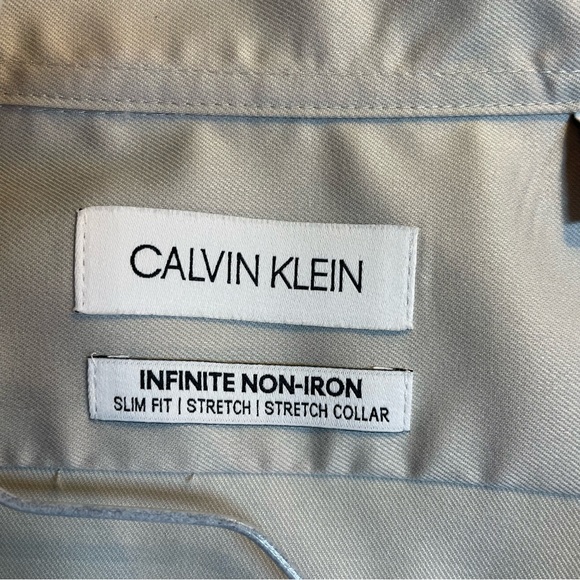 CALVIN KLEIN
INFINITE NON-IRON
SLIM FIT | STRETCH | STRETCH COLLAR